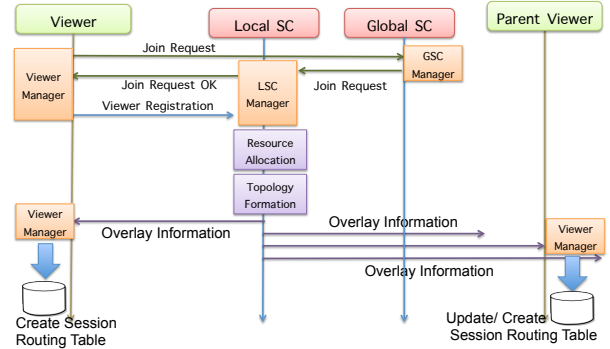 Viewer
Local SC
Global SC
Parent Viewer
Join Request
Viewer
Manager
Join Request OK
LSC
Manager
Join Request
GSC
Manager
Viewer Registration
Resource
Allocation
Topology
Formation
Viewer
Manager
Overlay Information
Overlay Information
Overlay Information
Viewer
Manager
Create Session
Routing Table
Update/ Create
Session Routing Table